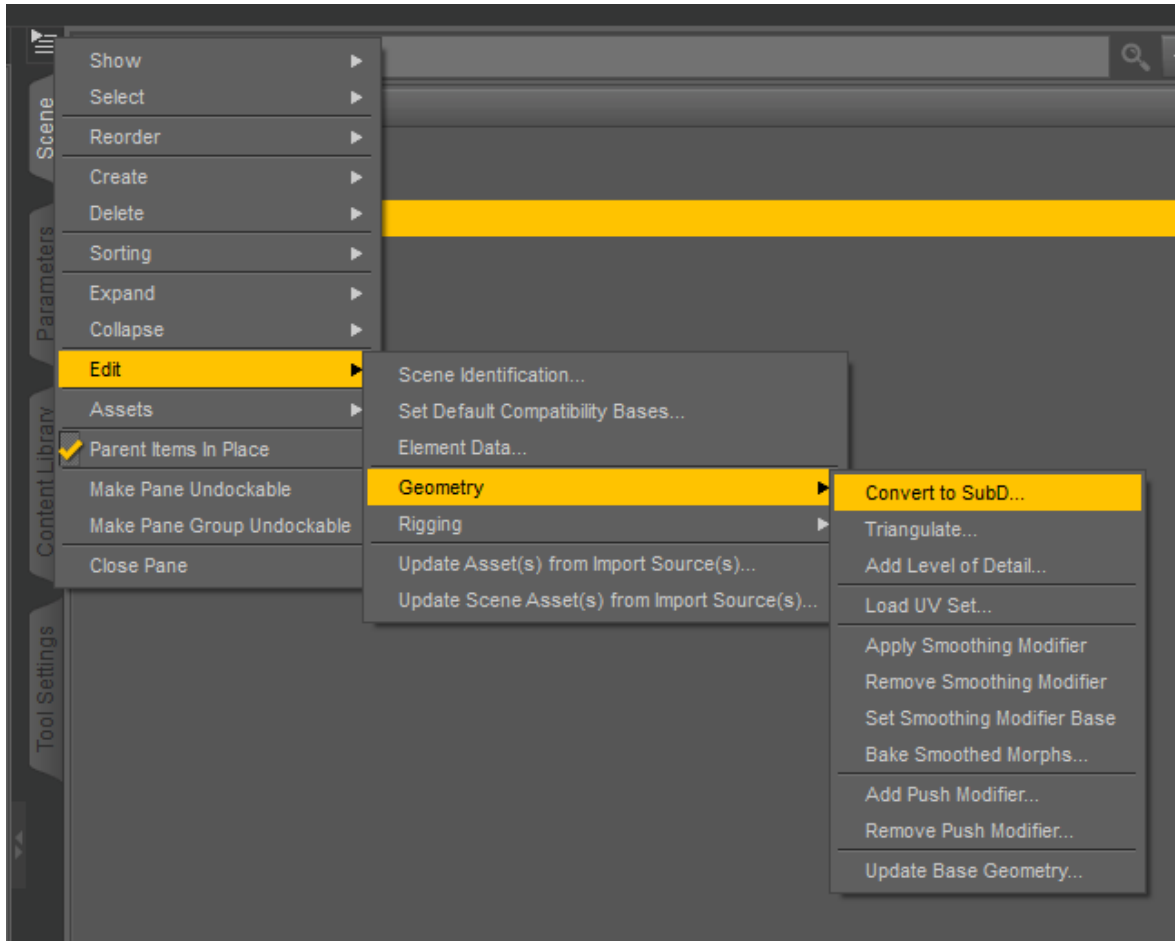 Show
Select
Reorder
Create
Delete
Sorting
Expand
Collapse
Edit
Assets
Parent Items In Place
Make Pane Undockable
Make Pane Group Undockable
Close Pane
Scene Identification...
Set Default Compatibility Bases...
Element Data...
Geometry
Rigging
Update Asset(s) from Import Source(s)...
Update Scene Asset(s) from Import Source(s)...
Convert to SubD...
Triangulate...
Add Level of Detail...
Load UV Set...
Apply Smoothing Modifier
Remove Smoothing Modifier
Set Smoothing Modifier Base
Bake Smoothed Morphs...
Add Push Modifier...
Remove Push Modifier...
Update Base Geometry...
Scene
Parameters
Content Library
Tool Settings